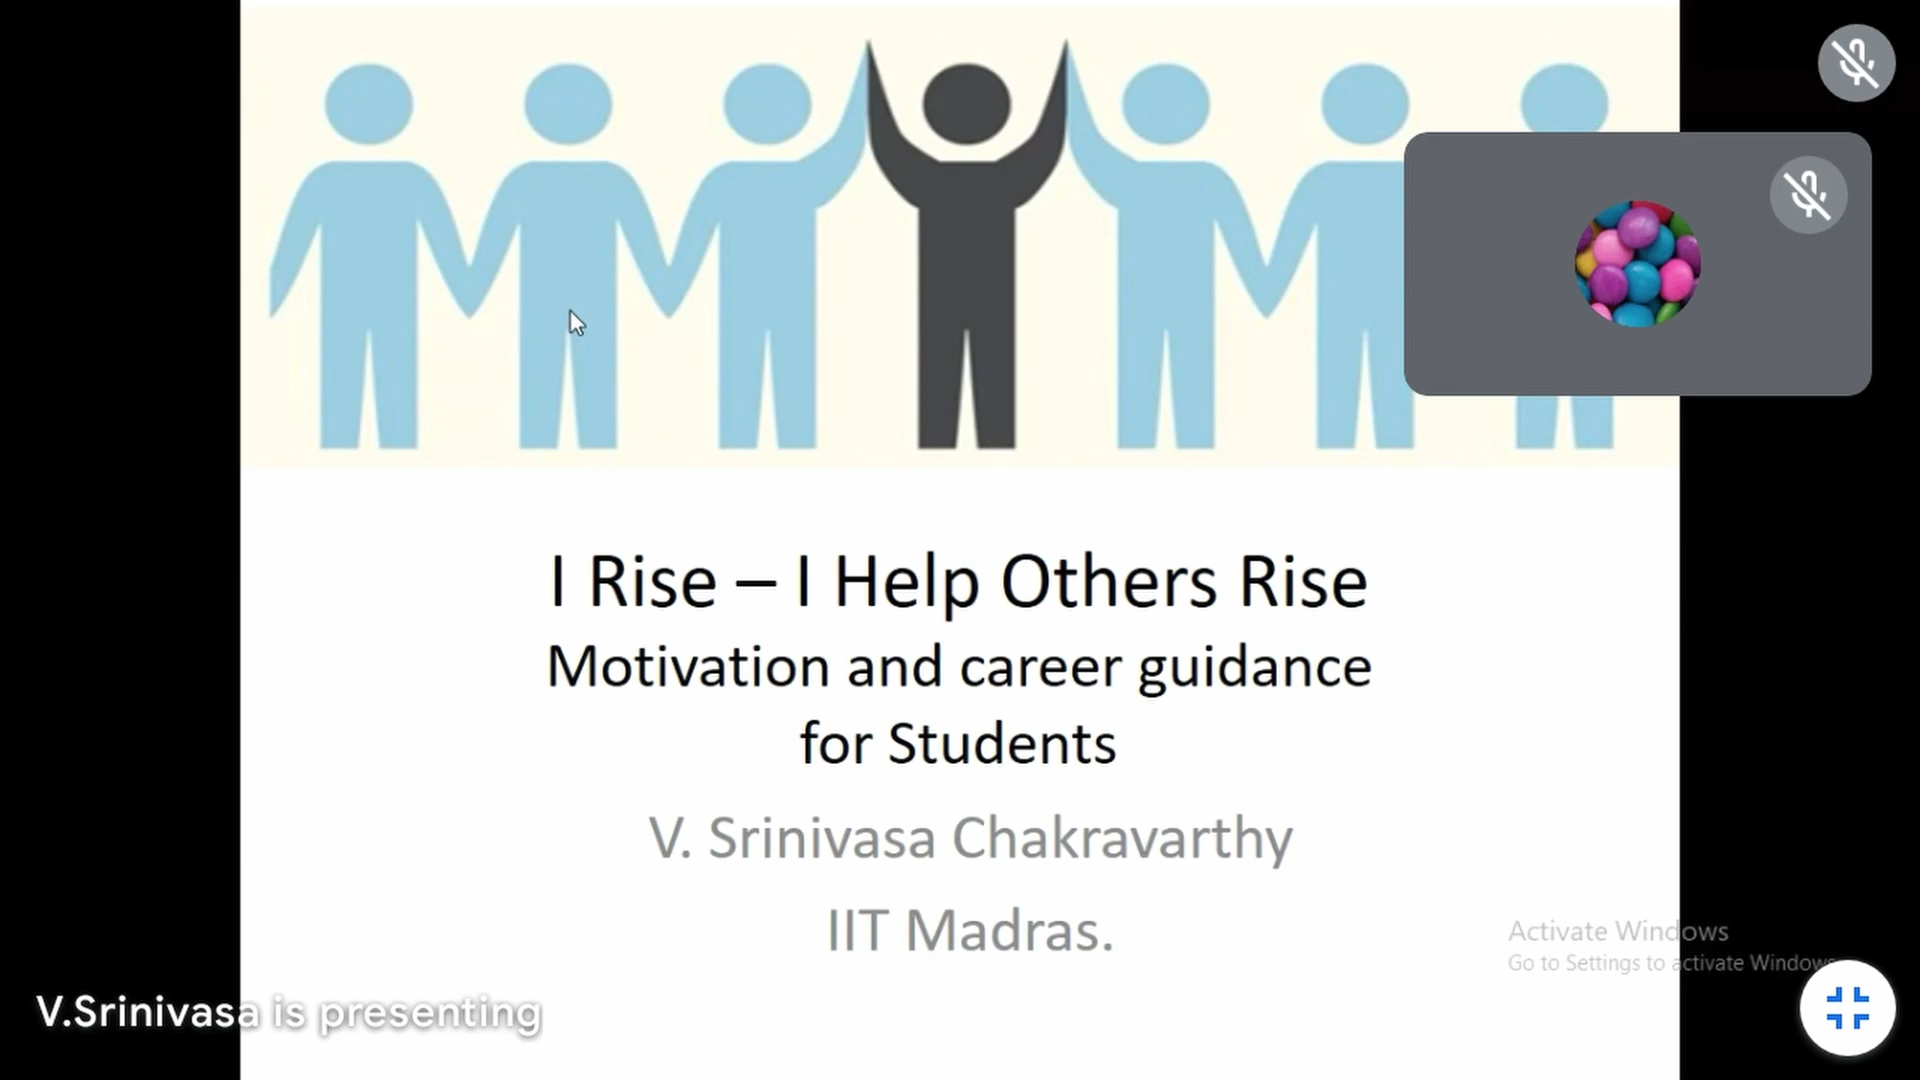 I Rise – I Help Others Rise
Motivation and career guidance
for Students
V. Srinivasa Chakravarthy
IIT Madras.
Activate Windows
Go to Settings to activate Windows
V.Srinivasa is presenting